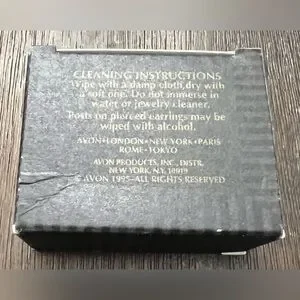 CLEANING INSTRUCTIONS
Wipe with a damp cloth, dry with
a soft one. Do not immerse in
water or jewelry cleaner.
Posts on pierced earrings may be
wiped with alcohol.
AVON•LONDON•NEW YORK•PARIS
ROME•TOKYO
AVON PRODUCTS, INC., DISTR.
NEW YORK, N.Y. 10019
© AVON 1995–ALL RIGHTS RESERVED